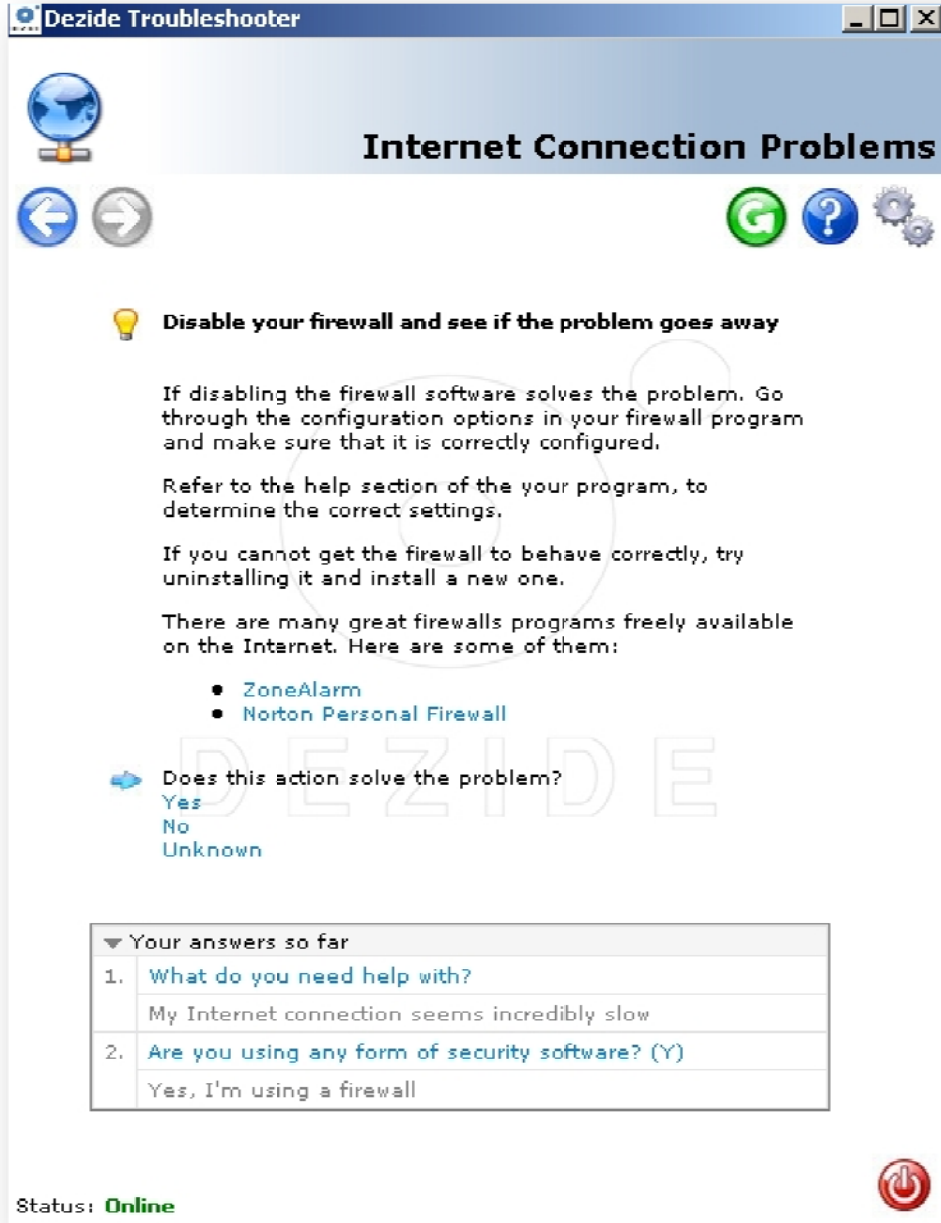 Dezide Troubleshooter
Internet Connection Problems
Disable your firewall and see if the problem goes away
If disabling the firewall software solves the problem. Go
through the configuration options in your firewall program
and make sure that it is correctly configured.
Refer to the help section of the your program, to
determine the correct settings.
If you cannot get the firewall to behave correctly, try
uninstalling it and install a new one.
There are many great firewalls programs freely available
on the Internet. Here are some of them:
• ZoneAlarm
• Norton Personal Firewall
DEZIDE
Does this action solve the problem?
Yes
No
Unknown
Your answers so far
1. What do you need help with?
My Internet connection seems incredibly slow
2. Are you using any form of security software? (Y)
Yes, I'm using a firewall
Status: Online